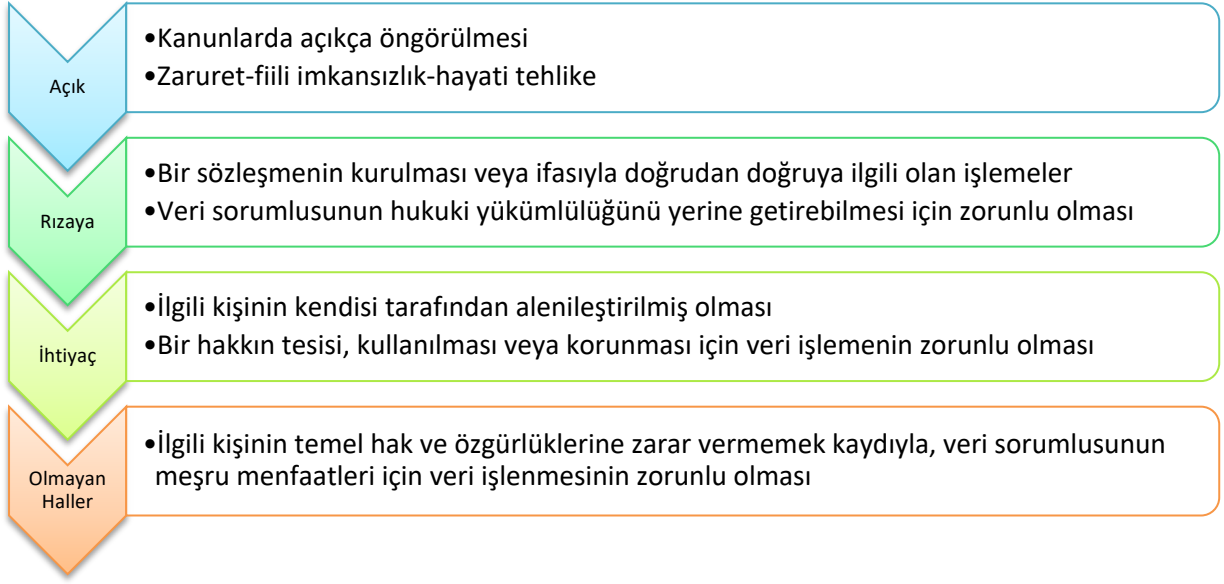 Açık
•Kanunlarda açıkça öngörülmesi
•Zaruret-fiili imkansızlık-hayati tehlike
Rızaya
•Bir sözleşmenin kurulması veya ifasıyla doğrudan doğruya ilgili olan işlemeler
•Veri sorumlusunun hukuki yükümlülüğünü yerine getirebilmesi için zorunlu olması
İhtiyaç
•İlgili kişinin kendisi tarafından alenileştirilmiş olması
•Bir hakkın tesisi, kullanılması veya korunması için veri işlemenin zorunlu olması
Olmayan
Haller
•İlgili kişinin temel hak ve özgürlüklerine zarar vermemek kaydıyla, veri sorumlusunun
meşru menfaatleri için veri işlenmesinin zorunlu olması